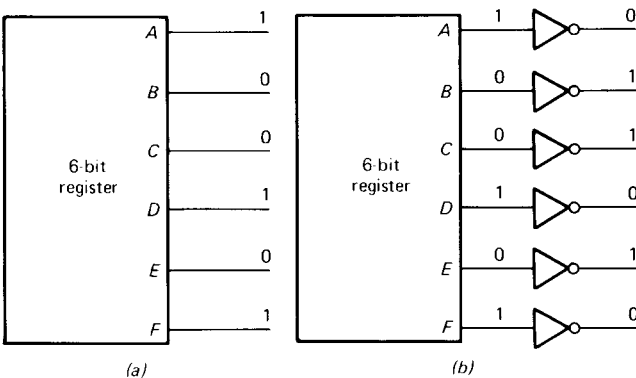 A 1
B 0
C 0
6-bit
register
D 1
E 0
F 1
(a)
A 1 0
B 0 1
C 0 1
6-bit
register
D 1 0
E 0 1
F 1 0
(b)